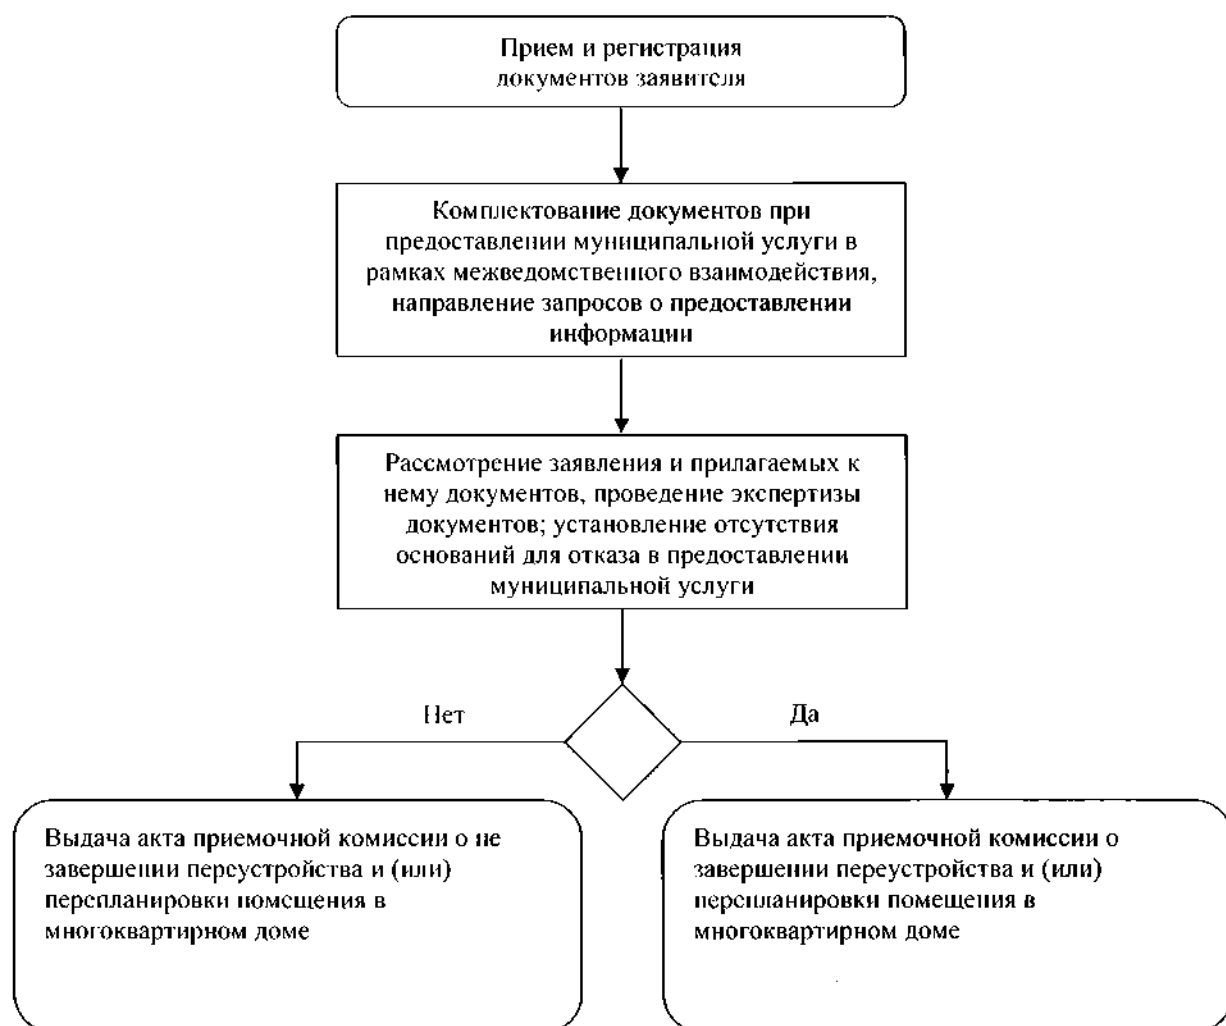 Прием и регистрация
документов заявителя
Комплектование документов при
предоставлении муниципальной услуги в
рамках межведомственного взаимодействия,
направление запросов о предоставлении
информации
Рассмотрение заявления и прилагаемых к
нему документов, проведение экспертизы
документов; установление отсутствия
оснований для отказа в предоставлении
муниципальной услуги
Нет
Да
Выдача акта приемочной комиссии о не
завершении переустройства и (или)
перепланировки помещения в
многоквартирном доме
Выдача акта приемочной комиссии о
завершении переустройства и (или)
перепланировки помещения в
многоквартирном доме